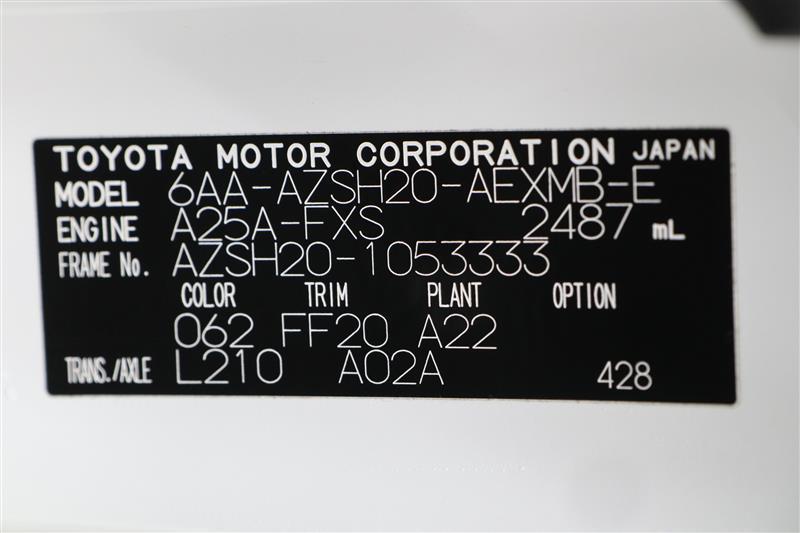 TOYOTA MOTOR CORPORATION JAPAN
MODEL 6AA-AZSH20-AEXMB-E
ENGINE A25A-FXS 2487 mL
FRAME No. AZSH20-1053333
COLOR TRIM PLANT OPTION
062 FF20 A22
TRANS./AXLE L210 A02A 428